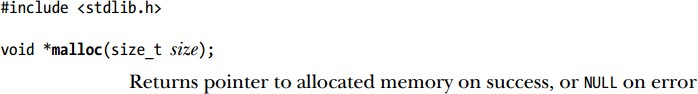 #include <stdlib.h>
void *malloc(size_t size);
Returns pointer to allocated memory on success, or NULL on error